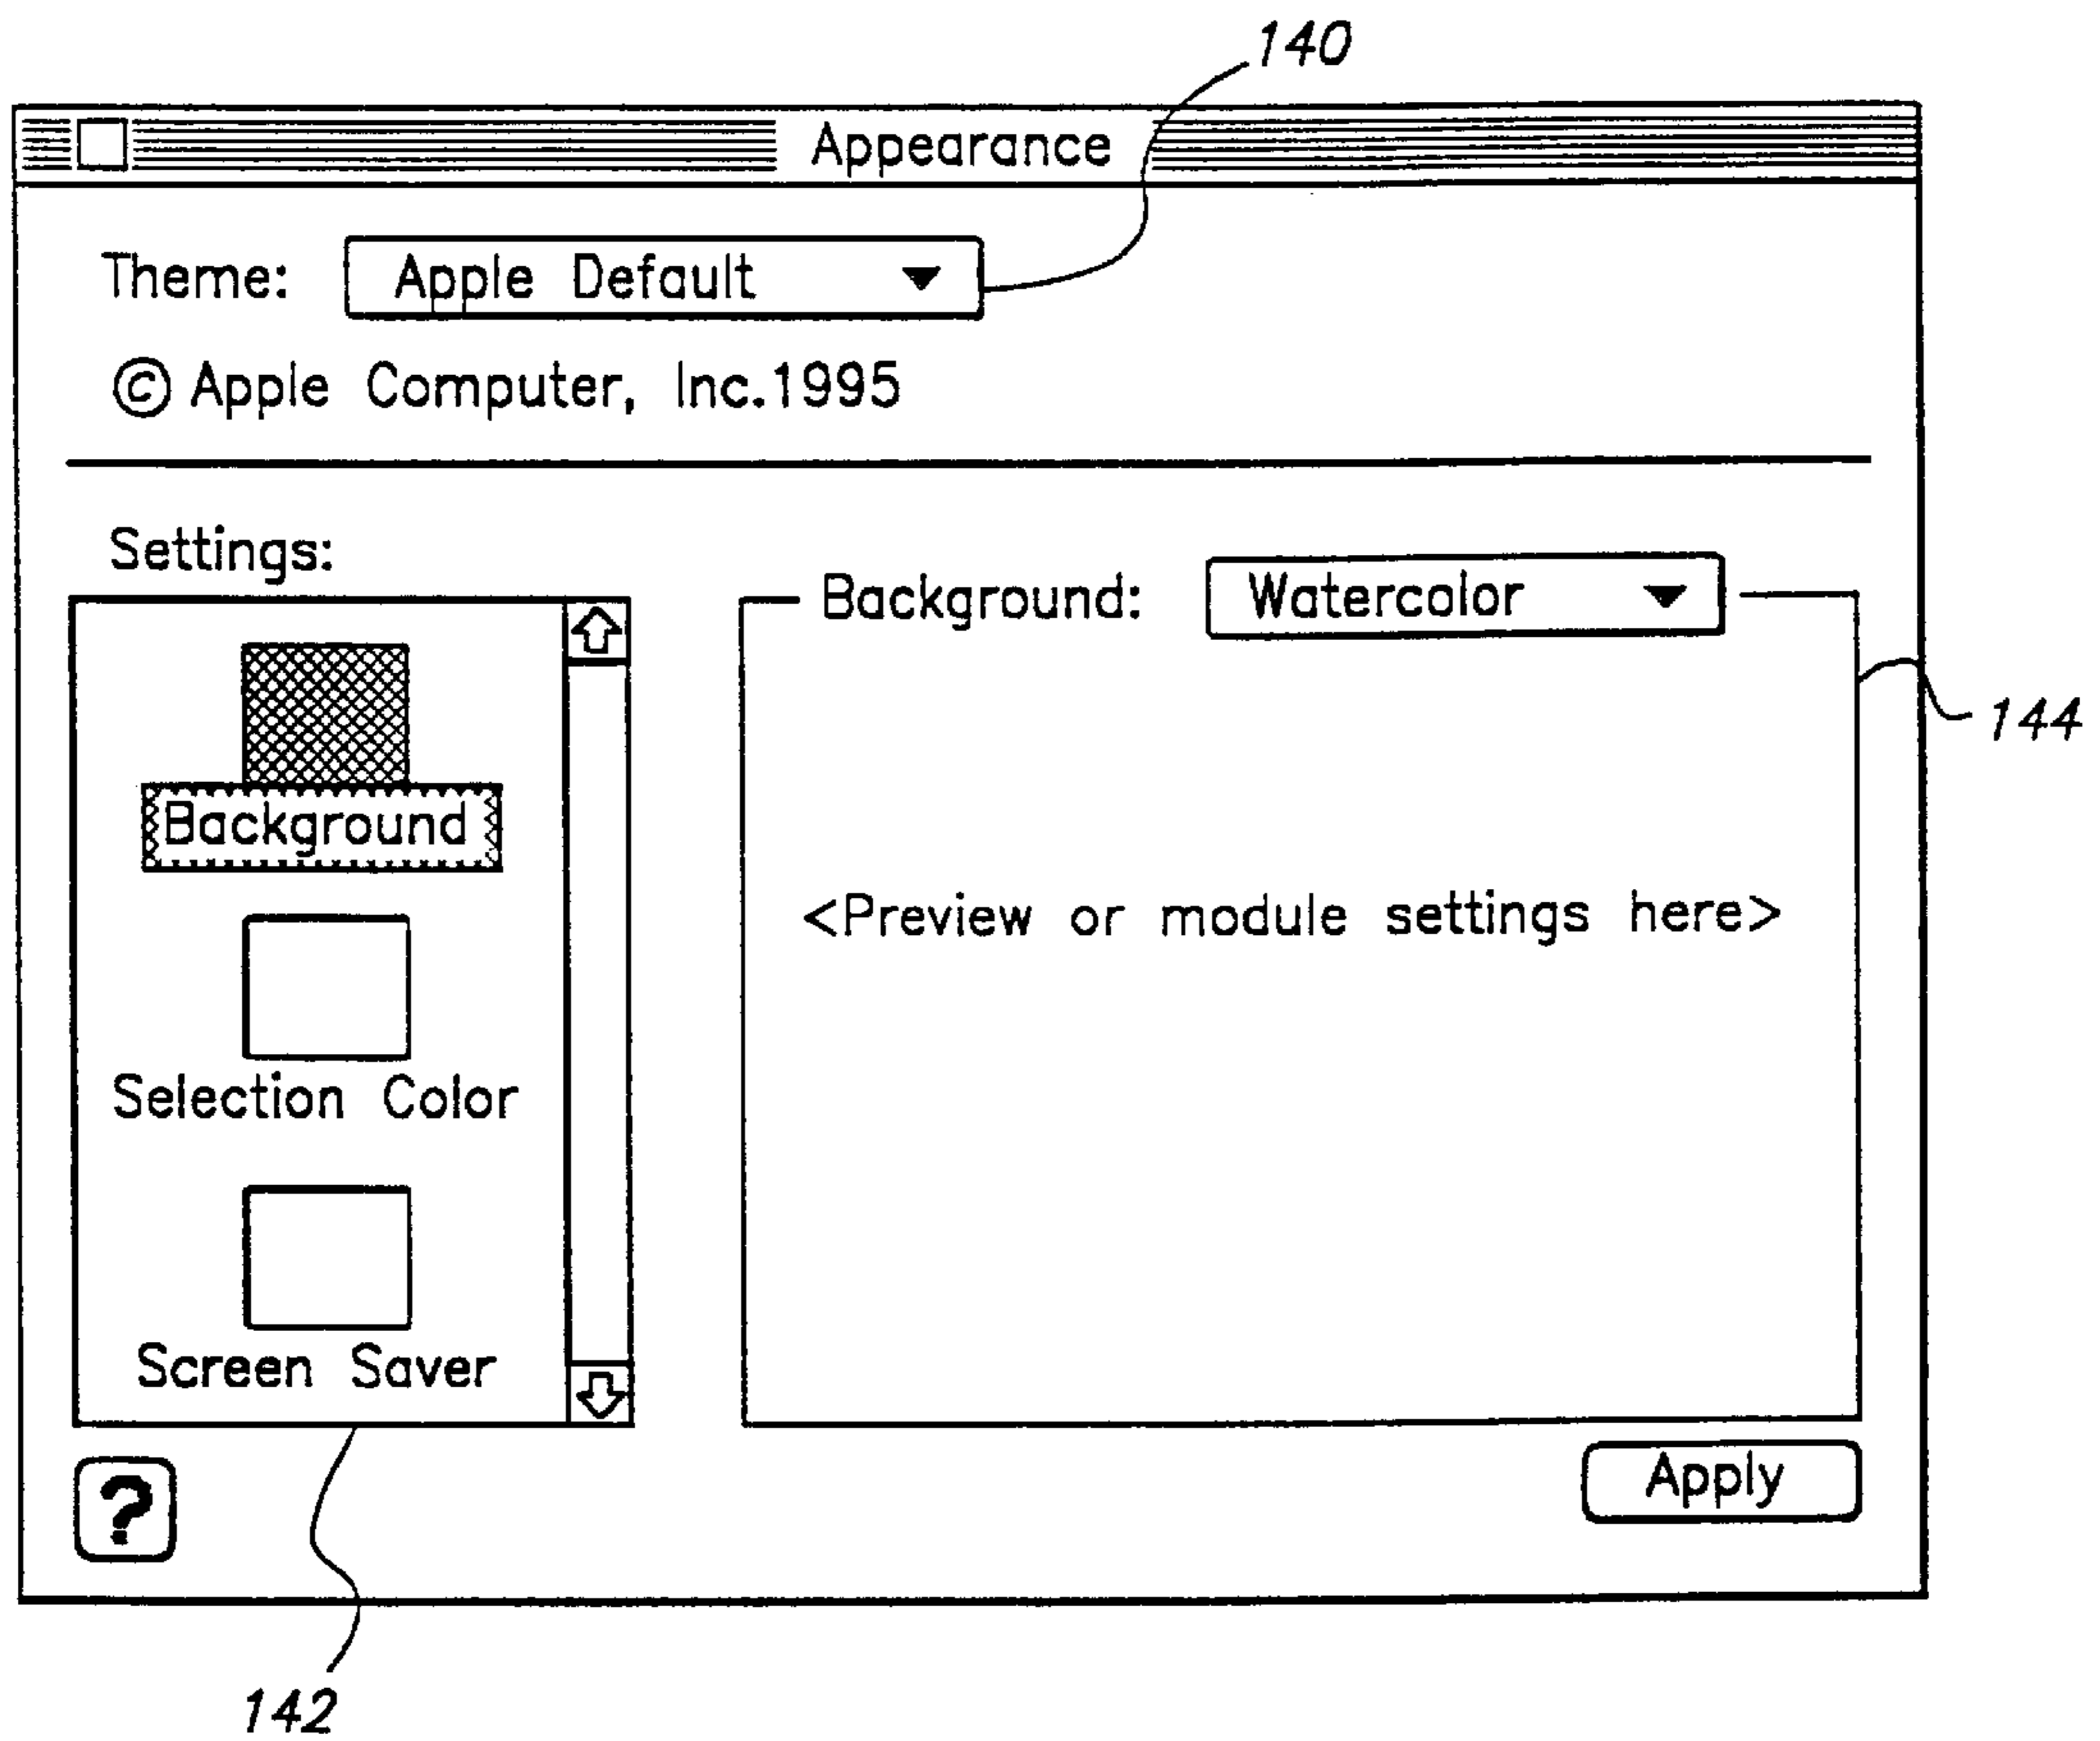 140
Appearance
Theme: Apple Default
© Apple Computer, Inc.1995
Settings:
Background: Watercolor
144
Background
<Preview or module settings here>
Selection Color
Screen Saver
?
Apply
142